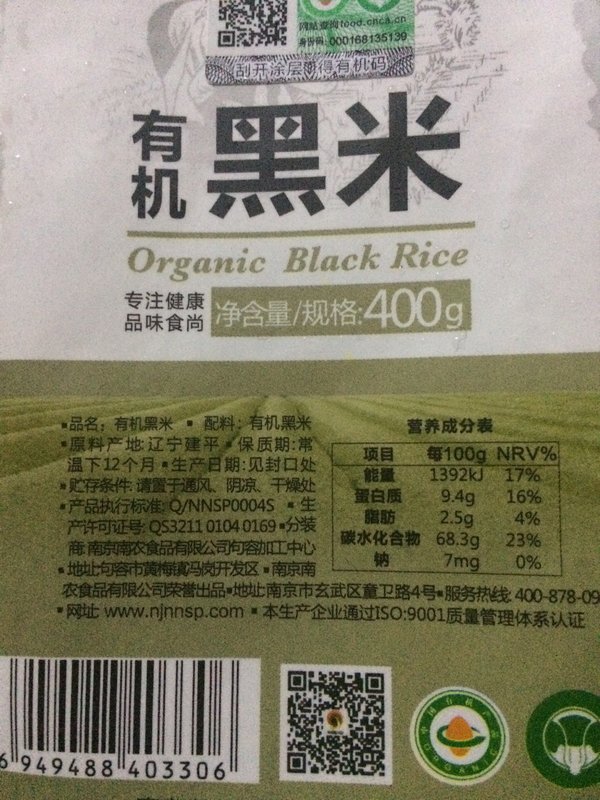 网站查询food.cnca.cn
身份码: 000168135139
刮开涂层获得有机码
有机
黑米
Organic Black Rice
专注健康
品味食尚
净含量/规格:400g
▪品名: 有机黑米 ▪ 配料: 有机黑米
▪原料产地:辽宁建平▪保质期:常
温下12个月▪生产日期:见封口处
▪贮存条件: 请置于通风、阴凉、干燥处
▪产品执行标准: Q/NNSP0004S ▪ 生
产许可证号: QS3211 0104 0169▪分装
商: 南京南农食品有限公司句容加工中心
▪地址:句容市黄梅镇冯岗开发区 ▪ 南京南
农食品有限公司荣誉出品▪地址:南京市玄武区童卫路4号▪服务热线: 400-878-09
▪网址: www.njnnsp.com ▪ 本生产企业通过ISO:9001质量管理体系认证
营养成分表
项目 每100g NRV%
能量 1392kJ 17%
蛋白质 9.4g 16%
脂肪 2.5g 4%
碳水化合物 68.3g 23%
钠 7mg 0%
6 949488 403306
中国有机产品
ORGANIC